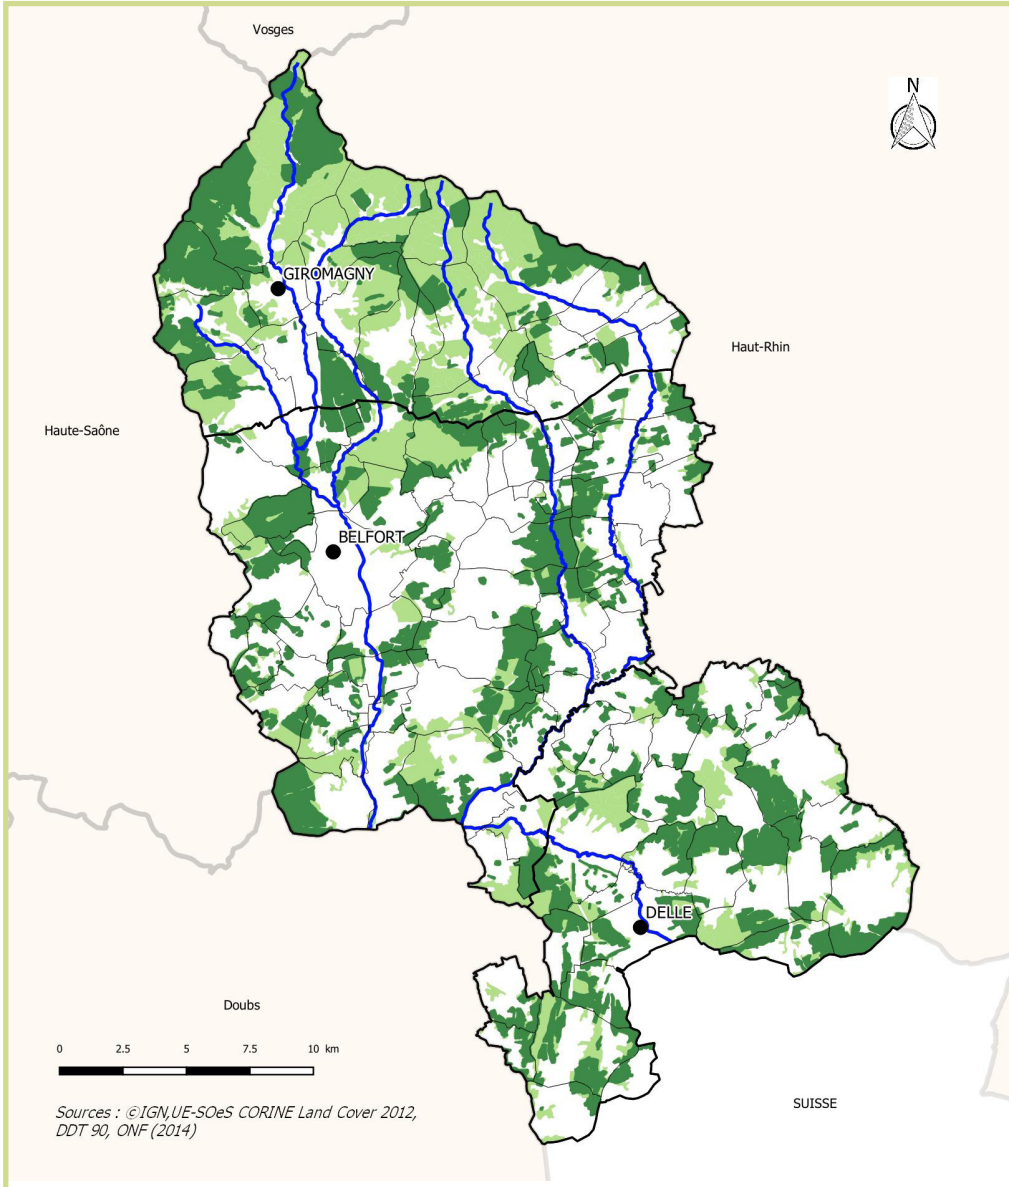 Vosges
N
GIROMAGNY
Haut-Rhin
Haute-Saône
BELFORT
DELLE
Doubs
0 2.5 5 7.5 10 km
SUISSE
Sources : ©IGN,UE-SOeS CORINE Land Cover 2012,
DDT 90, ONF (2014)